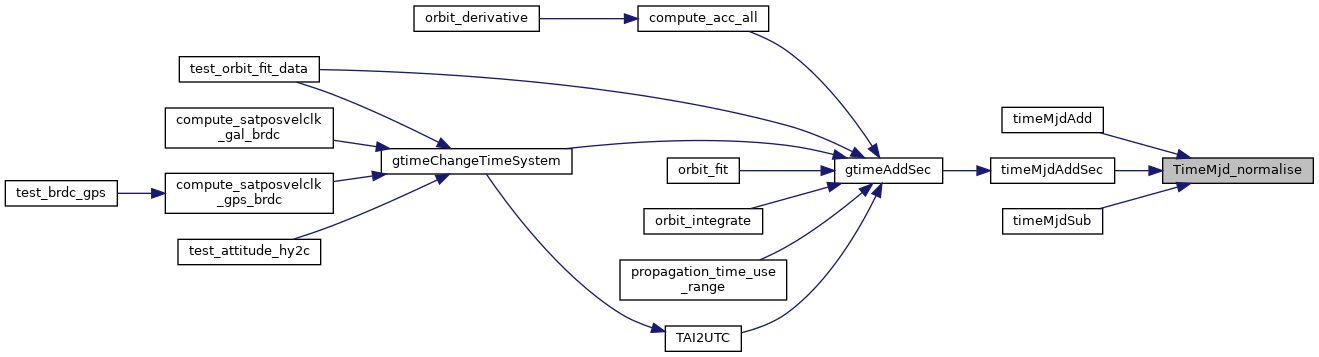 orbit_derivative
compute_acc_all
test_orbit_fit_data
compute_satposvelclk
_gal_brdc
gtimeChangeTimeSystem
compute_satposvelclk
_gps_brdc
test_brdc_gps
test_attitude_hy2c
orbit_fit
gtimeAddSec
orbit_integrate
propagation_time_use
_range
TAI2UTC
timeMjdAdd
timeMjdAddSec
timeMjdSub
TimeMjd_normalise